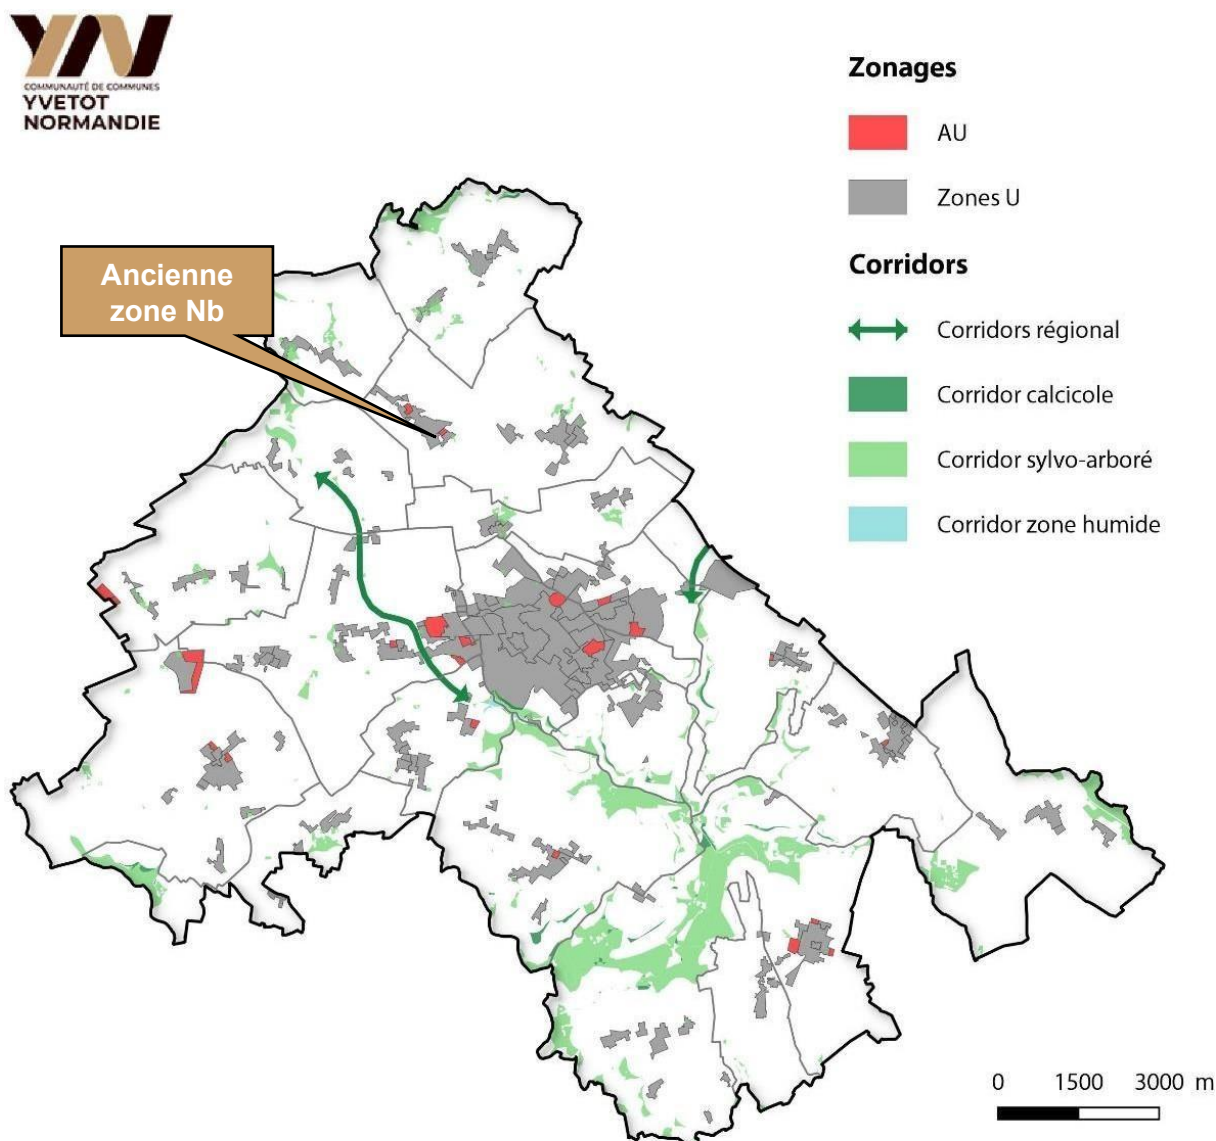 YN
COMMUNAUTÉ DE COMMUNES
YVETOT
NORMANDIE
Zonages
AU
Zones U
Corridors
Corridors régional
Corridor calcicole
Corridor sylvo-arboré
Corridor zone humide
Ancienne
zone Nb
0 1500 3000 m